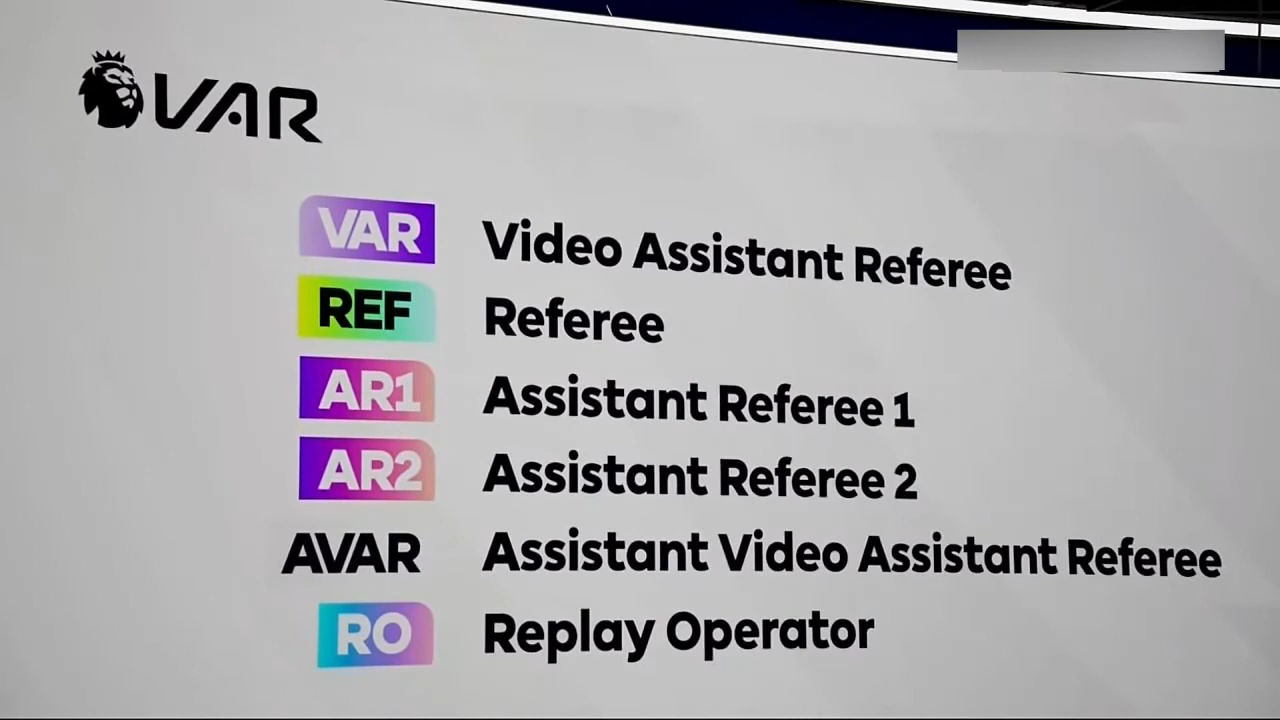 VAR
VAR Video Assistant Referee
REF Referee
AR1 Assistant Referee 1
AR2 Assistant Referee 2
AVAR Assistant Video Assistant Referee
RO Replay Operator